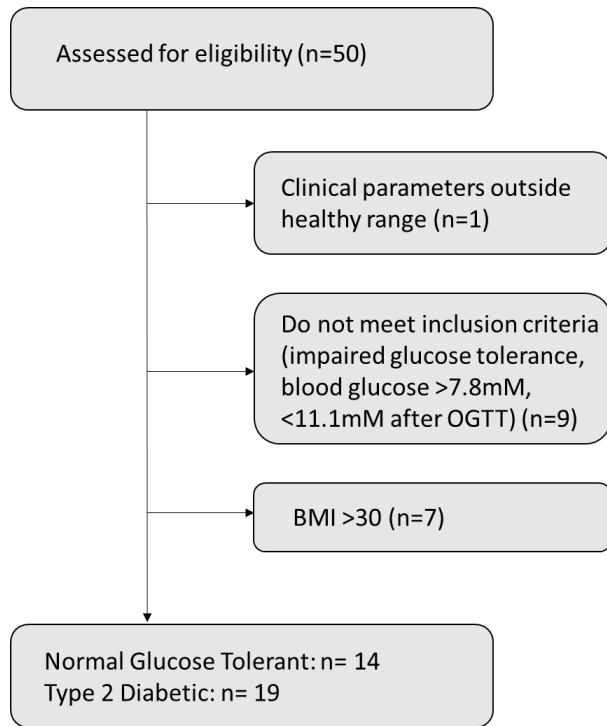 Assessed for eligibility (n=50)
Clinical parameters outside
healthy range (n=1)
Do not meet inclusion criteria
(impaired glucose tolerance,
blood glucose >7.8mM,
<11.1mM after OGTT) (n=9)
BMI >30 (n=7)
Normal Glucose Tolerant: n= 14
Type 2 Diabetic: n= 19